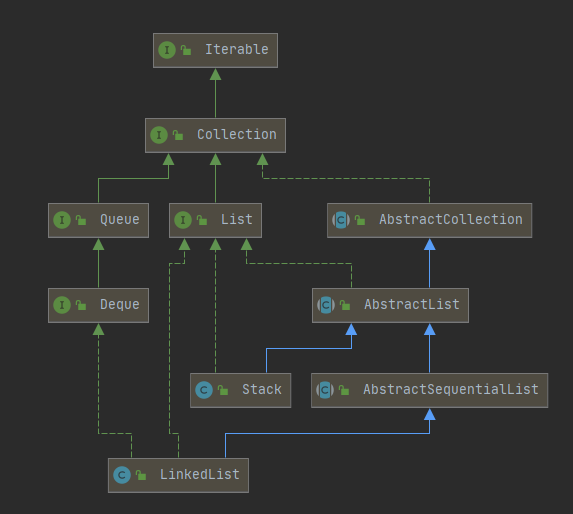 I Iterable
I Collection
I Queue
I List
C AbstractCollection
I Deque
C AbstractList
C Stack
C AbstractSequentialList
C LinkedList